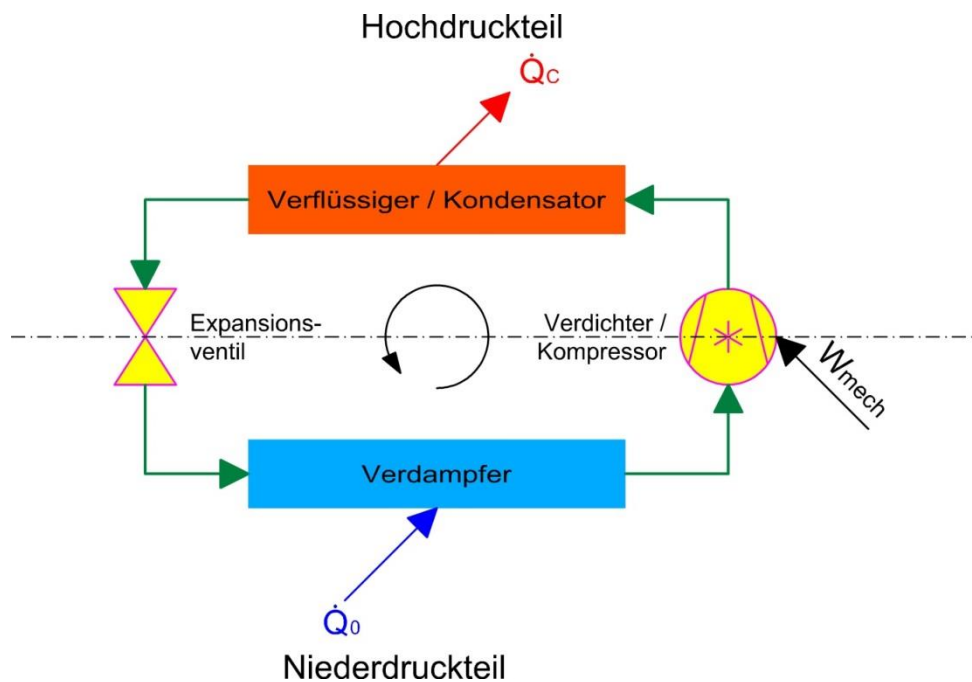 Hochdruckteil
Q̇C
Verflüssiger / Kondensator
Expansions-
ventil
Verdichter /
Kompressor
Wmech
Verdampfer
Q̇0
Niederdruckteil